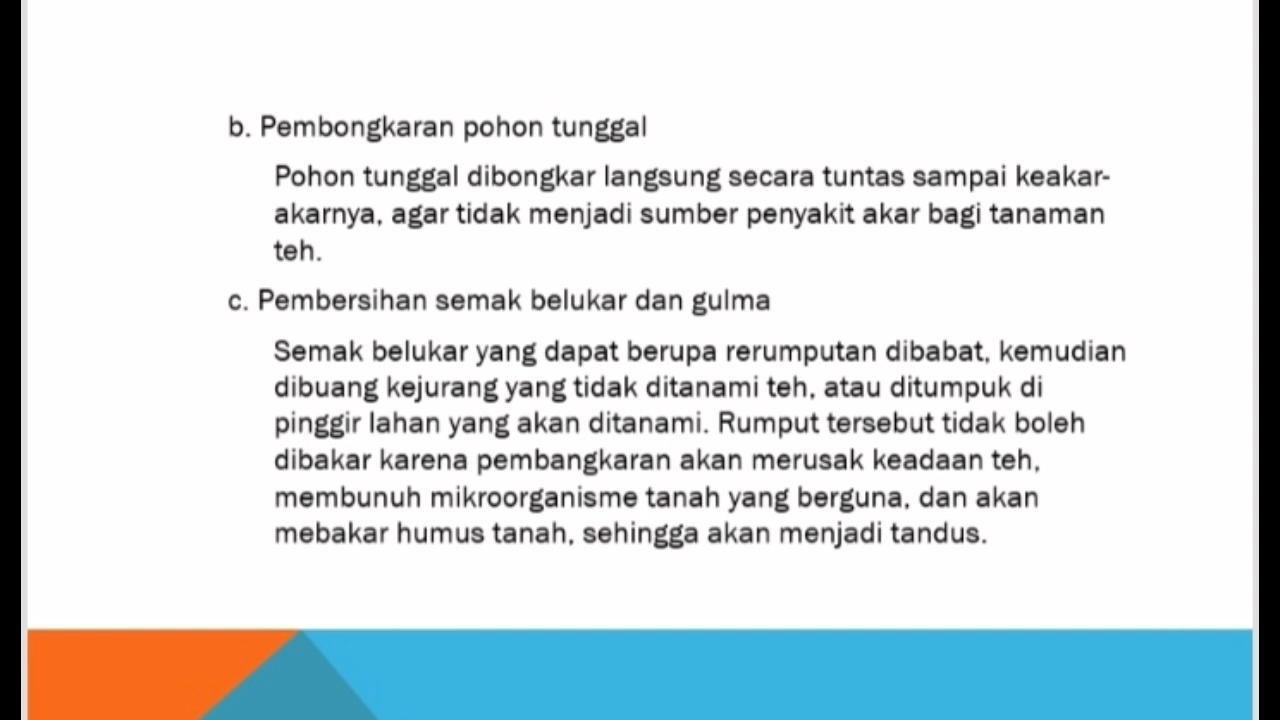 b. Pembongkaran pohon tunggal
Pohon tunggal dibongkar langsung secara tuntas sampai keakar-
akarnya, agar tidak menjadi sumber penyakit akar bagi tanaman
teh.
c. Pembersihan semak belukar dan gulma
Semak belukar yang dapat berupa rerumputan dibabat, kemudian
dibuang kejurang yang tidak ditanami teh, atau ditumpuk di
pinggir lahan yang akan ditanami. Rumput tersebut tidak boleh
dibakar karena pembangkaran akan merusak keadaan teh,
membunuh mikroorganisme tanah yang berguna, dan akan
mebakar humus tanah, sehingga akan menjadi tandus.